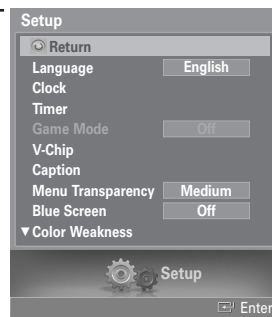 Setup
Return
Language English
Clock
Timer
Game Mode Off
V-Chip
Caption
Menu Transparency Medium
Blue Screen Off
▼ Color Weakness
Setup
Enter